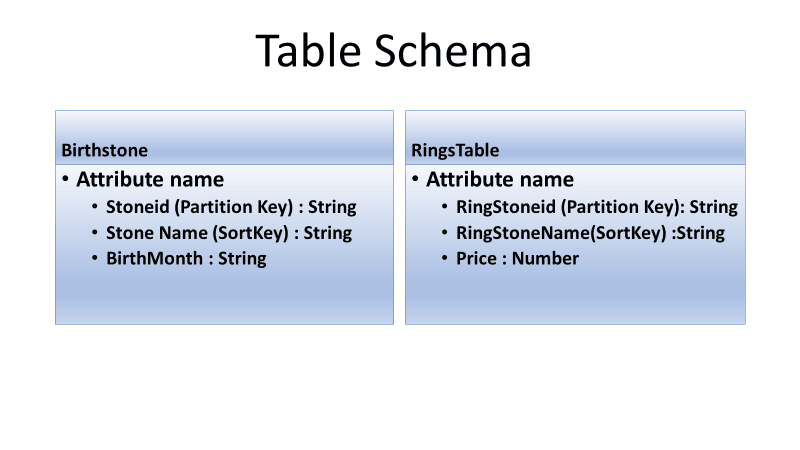 Table Schema
Birthstone
• Attribute name
• Stoneid (Partition Key) : String
• Stone Name (SortKey) : String
• BirthMonth : String
RingsTable
• Attribute name
• RingStoneid (Partition Key): String
• RingStoneName(SortKey) :String
• Price : Number